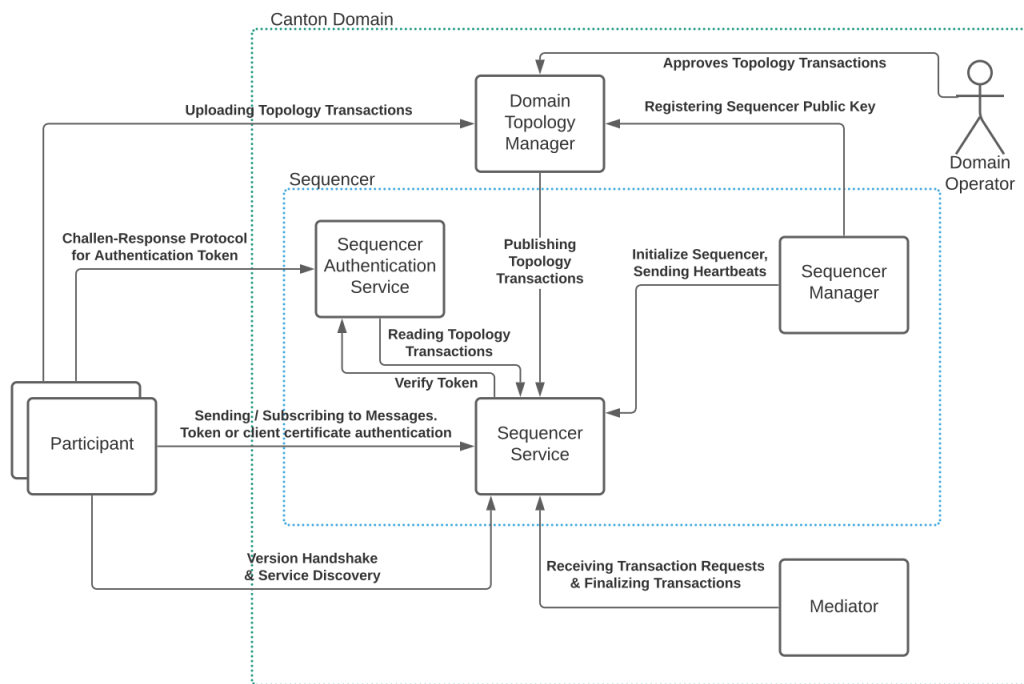 Canton Domain
Approves Topology Transactions
Uploading Topology Transactions
Domain
Topology
Manager
Registering Sequencer Public Key
Domain
Operator
Sequencer
Challen-Response Protocol
for Authentication Token
Sequencer
Authentication
Service
Publishing
Topology
Transactions
Initialize Sequencer,
Sending Heartbeats
Sequencer
Manager
Reading Topology
Transactions
Verify Token
Participant
Sending / Subscribing to Messages.
Token or client certificate authentication
Sequencer
Service
Version Handshake
& Service Discovery
Receiving Transaction Requests
& Finalizing Transactions
Mediator